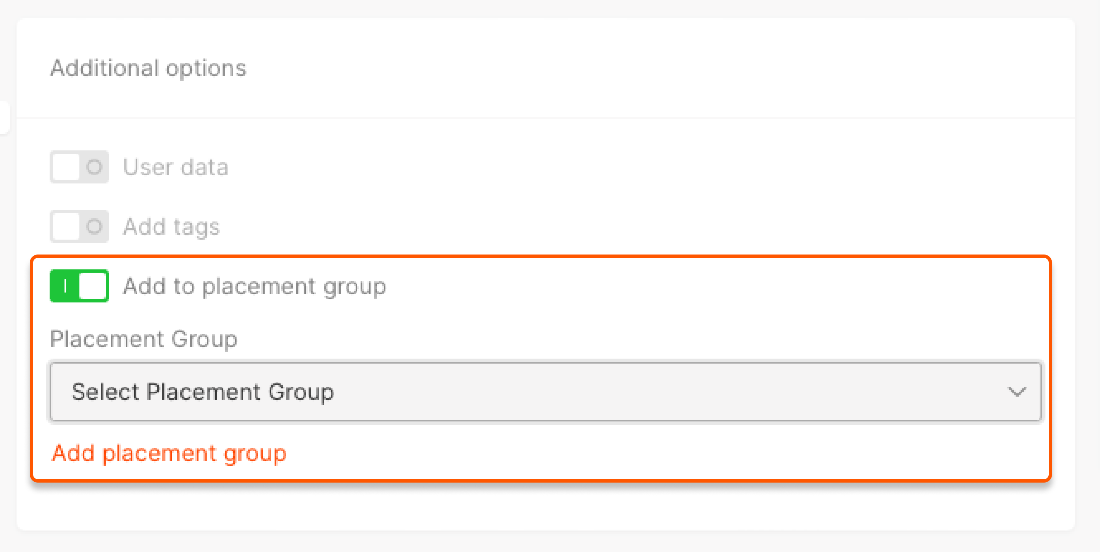 Additional options
User data
Add tags
Add to placement group
Placement Group
Select Placement Group
Add placement group